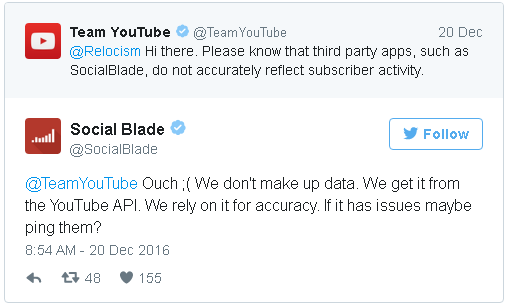 Team YouTube @TeamYouTube 20 Dec
@Relocism Hi there. Please know that third party apps, such as
SocialBlade, do not accurately reflect subscriber activity.
Social Blade
@SocialBlade
Follow
@TeamYouTube Ouch ;( We don't make up data. We get it from
the YouTube API. We rely on it for accuracy. If it has issues maybe
ping them?
8:54 AM - 20 Dec 2016
48 155